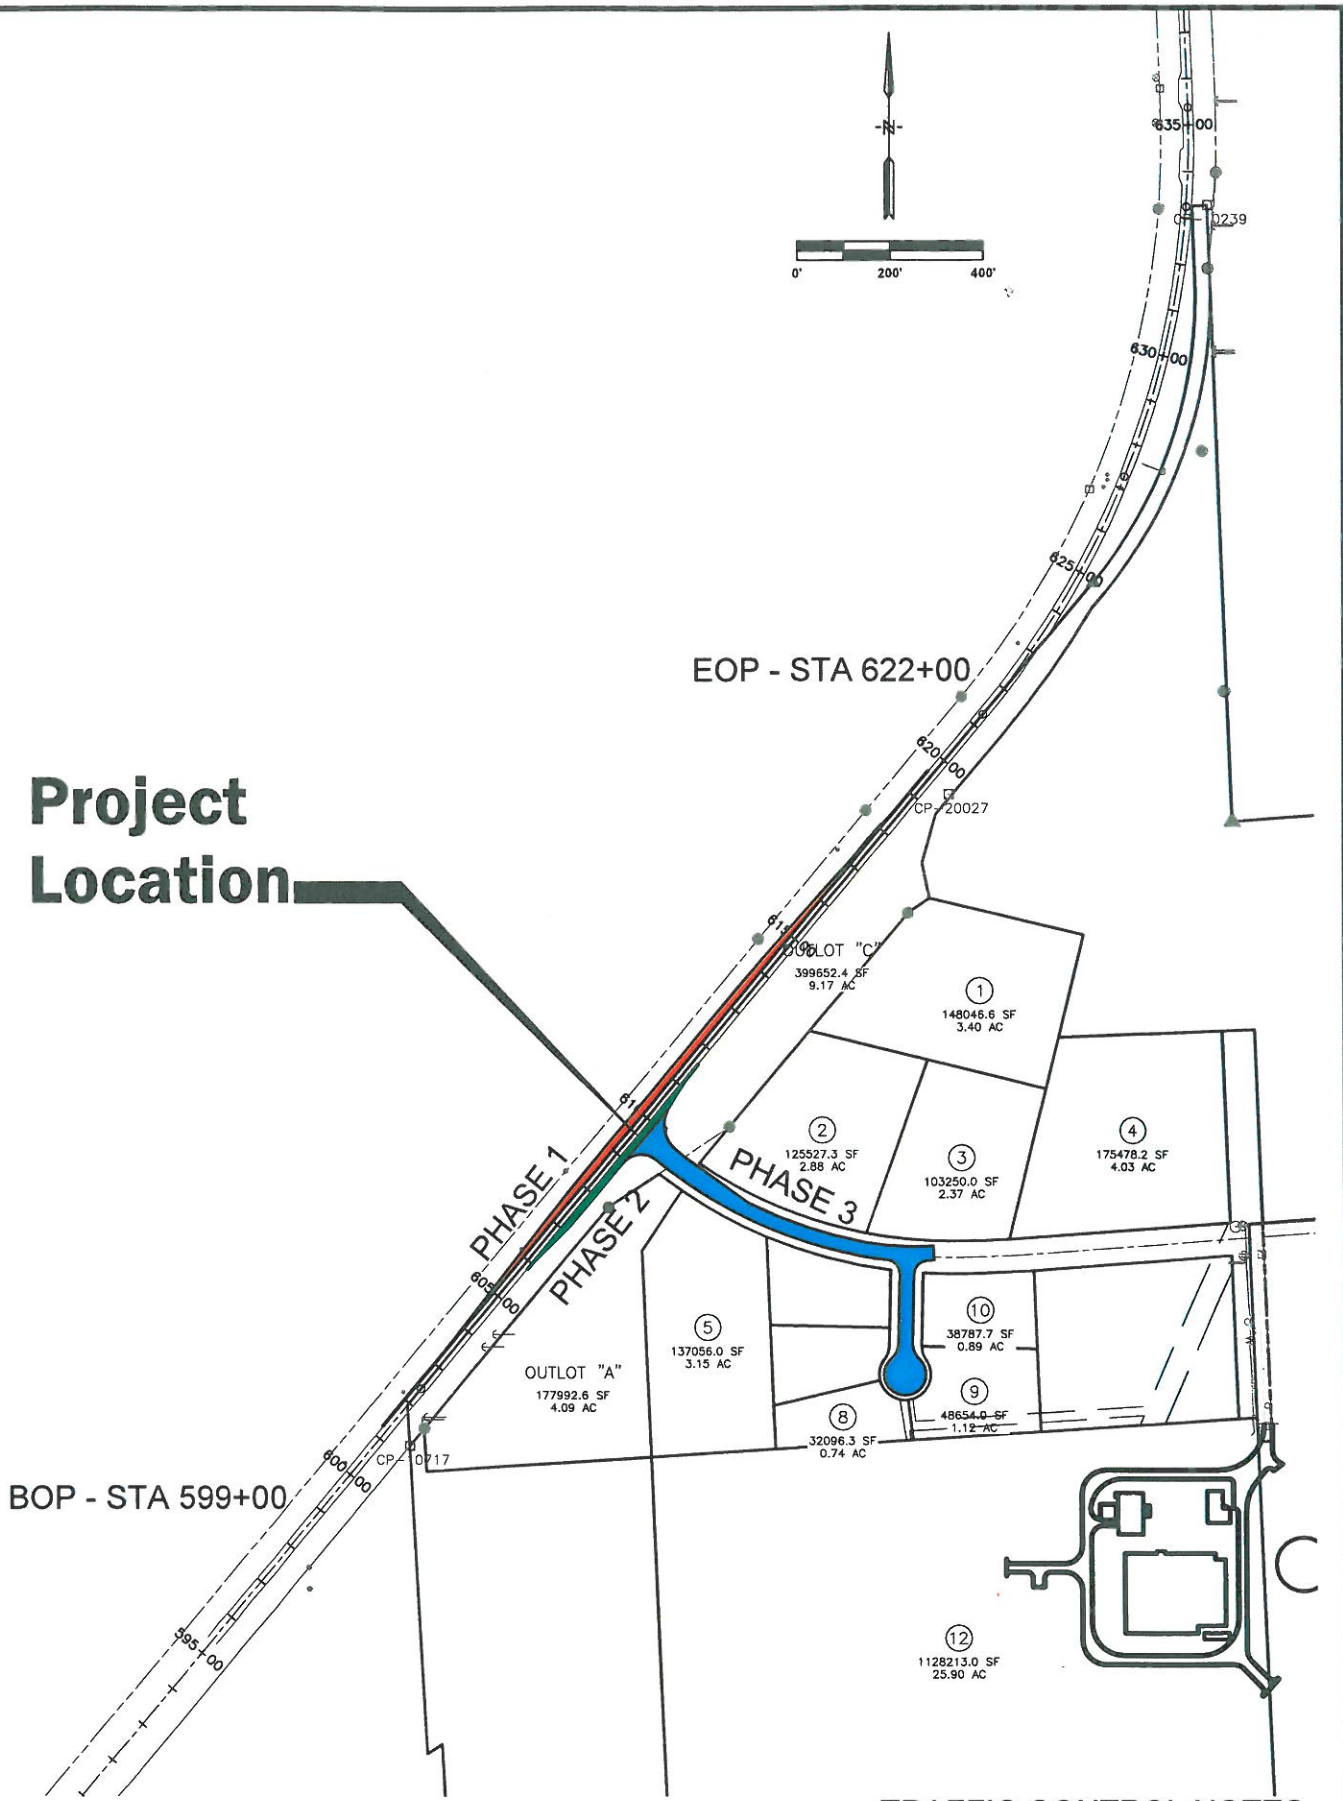 635+00
0239
0' 200' 400'
630+00
625+00
EOP - STA 622+00
620+00
CP-20027
Project
Location
OUTLOT "C"
399652.4 SF
9.17 AC
1
148046.6 SF
3.40 AC
2
125527.3 SF
2.88 AC
3
103250.0 SF
2.37 AC
4
175478.2 SF
4.03 AC
PHASE 1
PHASE 2
PHASE 3
605+00
5
137056.0 SF
3.15 AC
10
38787.7 SF
0.89 AC
OUTLOT "A"
177992.6 SF
4.09 AC
9
48654.0 SF
1.12 AC
8
32096.3 SF
0.74 AC
CP-10717
600+00
BOP - STA 599+00
595+00
12
1128213.0 SF
25.90 AC